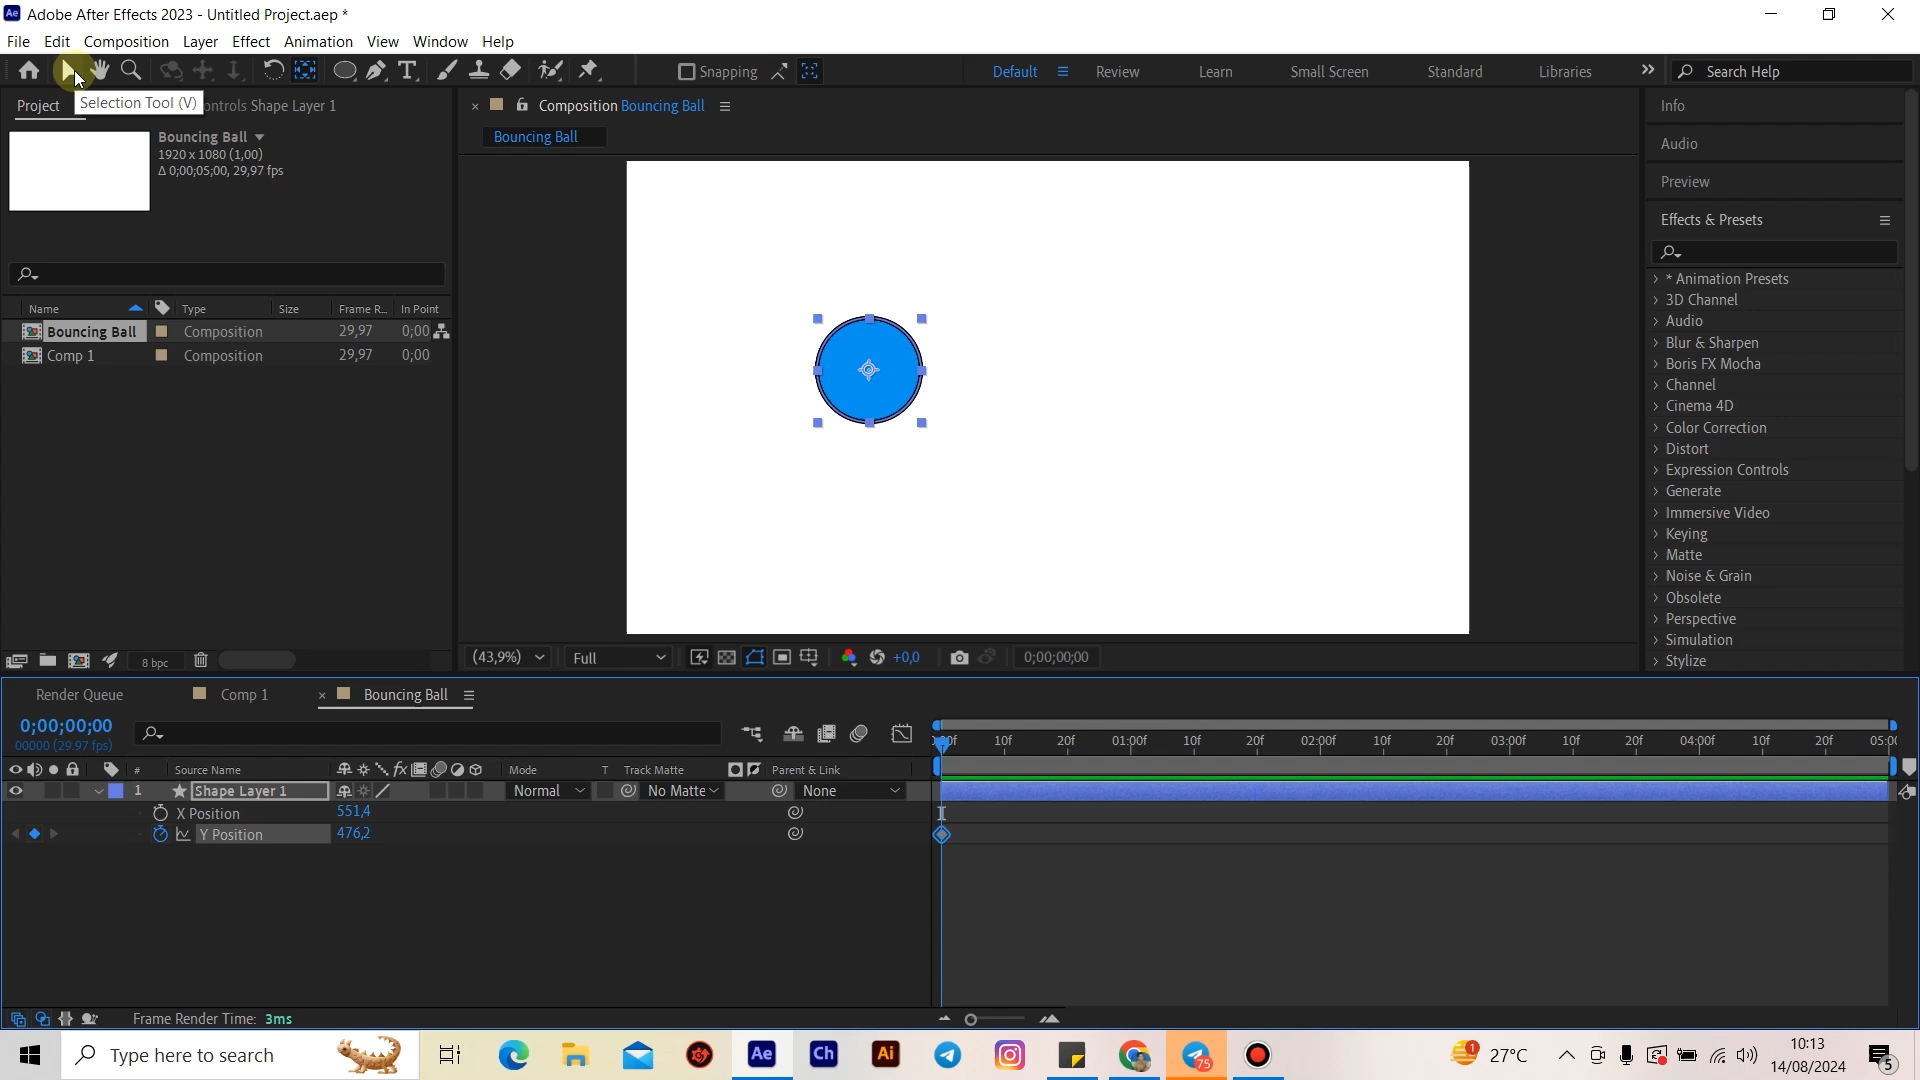 Adobe After Effects 2023 - Untitled Project.aep *
File Edit Composition Layer Effect Animation View Window Help
Snapping
Default Review Learn Small Screen Standard Libraries
Search Help
Project
Selection Tool (V)
ontrols Shape Layer 1
Bouncing Ball
1920 x 1080 (1,00)
Δ 0;00;05;00, 29,97 fps
Name Type Size Frame R... In Point
Bouncing Ball Composition 29,97 0;00
Comp 1 Composition 29,97 0;00
8 bpc
Composition Bouncing Ball
Bouncing Ball
(43,9%) Full +0,0 0;00;00;00
Info
Audio
Preview
Effects & Presets
* Animation Presets
3D Channel
Audio
Blur & Sharpen
Boris FX Mocha
Channel
Cinema 4D
Color Correction
Distort
Expression Controls
Generate
Immersive Video
Keying
Matte
Noise & Grain
Obsolete
Perspective
Simulation
Stylize
Render Queue Comp 1 Bouncing Ball
0;00;00;00
00000 (29.97 fps)
10f 20f 01:00f 10f 20f 02:00f 10f 20f 03:00f 10f 20f 04:00f 10f 20f
# Source Name Mode T Track Matte Parent & Link
1 Shape Layer 1 Normal No Matte None
X Position 551,4
Y Position 476,2
Frame Render Time: 3ms
Type here to search
Ae Ch Ai 75
1 27°C
10:13
14/08/2024
5